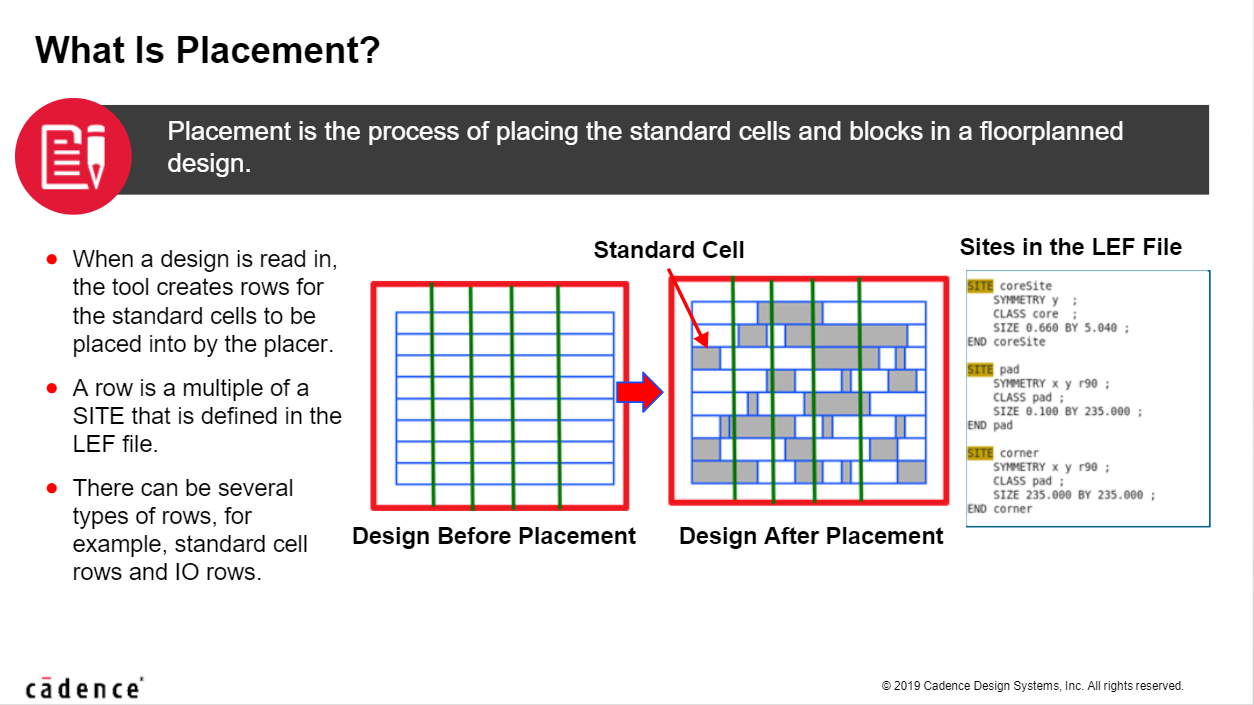 What Is Placement?
Placement is the process of placing the standard cells and blocks in a floorplanned
design.
● When a design is read in,
the tool creates rows for
the standard cells to be
placed into by the placer.
● A row is a multiple of a
SITE that is defined in the
LEF file.
● There can be several
types of rows, for
example, standard cell
rows and IO rows.
Standard Cell
Design Before Placement
Design After Placement
Sites in the LEF File
SITE coreSite
SYMMETRY y ;
CLASS core ;
SIZE 0.660 BY 5.040 ;
END coreSite
SITE pad
SYMMETRY x y r90 ;
CLASS pad ;
SIZE 0.100 BY 235.000 ;
END pad
SITE corner
SYMMETRY x y r90 ;
CLASS pad ;
SIZE 235.000 BY 235.000 ;
END corner
cādence
© 2019 Cadence Design Systems, Inc. All rights reserved.